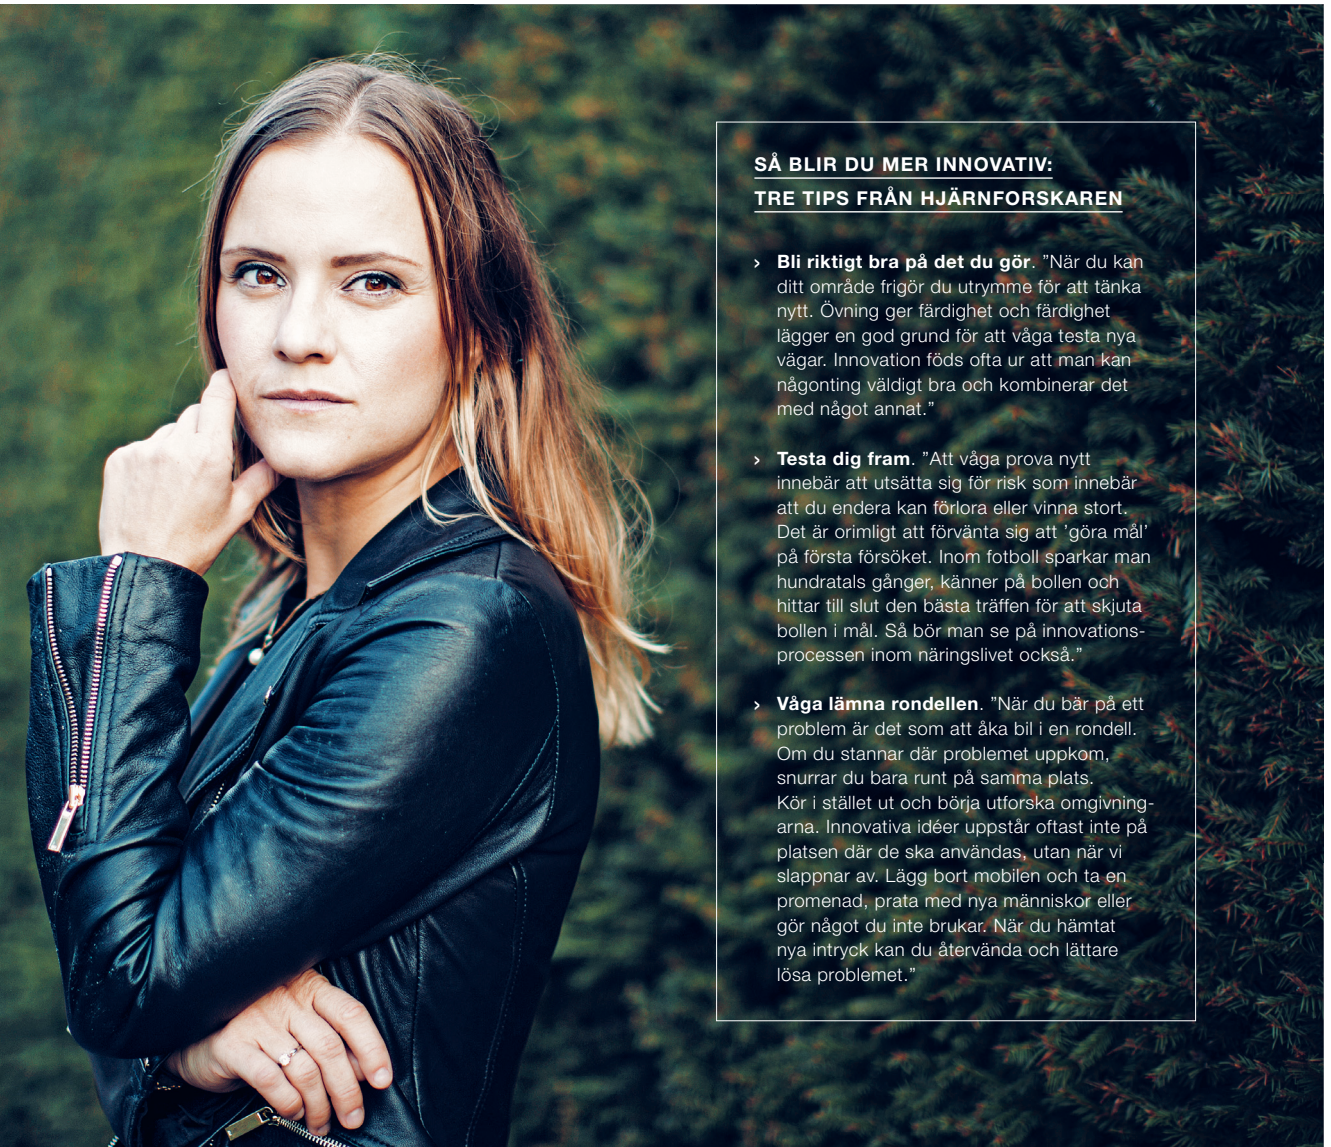 SÅ BLIR DU MER INNOVATIV:
TRE TIPS FRÅN HJÄRNFORSKAREN
› Bli riktigt bra på det du gör. ”När du kan
ditt område frigör du utrymme för att tänka
nytt. Övning ger färdighet och färdighet
lägger en god grund för att våga testa nya
vägar. Innovation föds ofta ur att man kan
någonting väldigt bra och kombinerar det
med något annat.”
› Testa dig fram. ”Att våga prova nytt
innebär att utsätta sig för risk som innebär
att du endera kan förlora eller vinna stort.
Det är orimligt att förvänta sig att ’göra mål’
på första försöket. Inom fotboll sparkar man
hundratals gånger, känner på bollen och
hittar till slut den bästa träffen för att skjuta
bollen i mål. Så bör man se på innovations-
processen inom näringslivet också.”
› Våga lämna rondellen. ”När du bär på ett
problem är det som att åka bil i en rondell.
Om du stannar där problemet uppkom,
snurrar du bara runt på samma plats.
Kör i stället ut och börja utforska omgivning-
arna. Innovativa idéer uppstår oftast inte på
platsen där de ska användas, utan när vi
slappnar av. Lägg bort mobilen och ta en
promenad, prata med nya människor eller
gör något du inte brukar. När du hämtat
nya intryck kan du återvända och lättare
lösa problemet.”